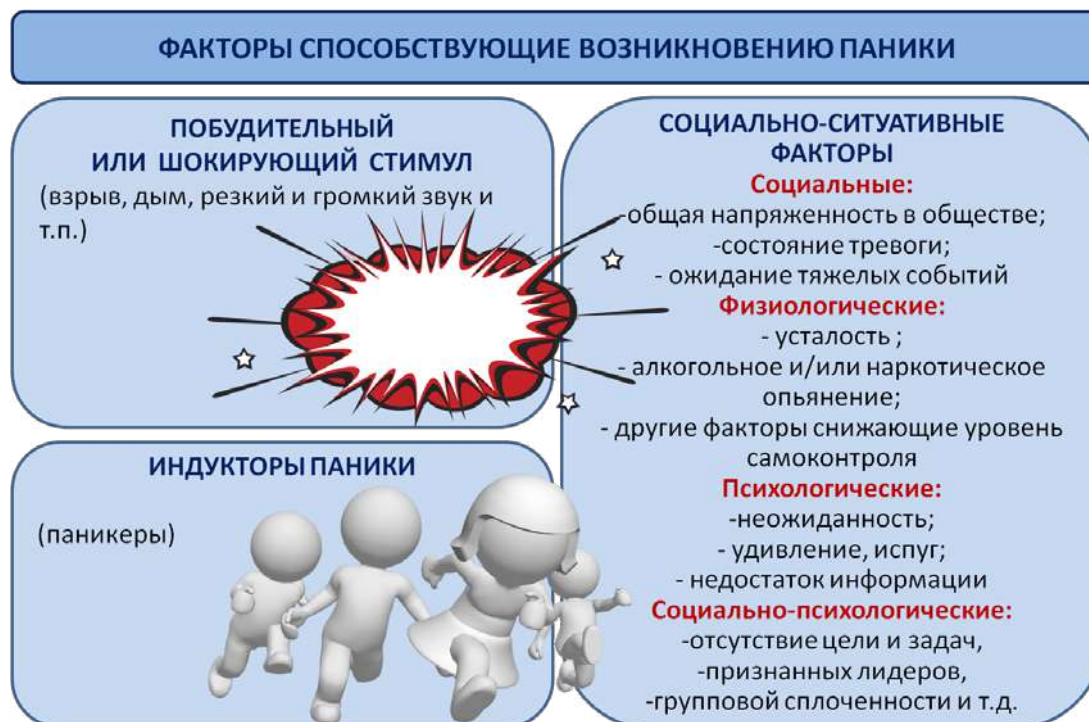 ФАКТОРЫ СПОСОБСТВУЮЩИЕ ВОЗНИКНОВЕНИЮ ПАНИКИ
ПОБУДИТЕЛЬНЫЙ
ИЛИ ШОКИРУЮЩИЙ СТИМУЛ
(взрыв, дым, резкий и громкий звук и
т.п.)
ИНДУКТОРЫ ПАНИКИ
(паникеры)
СОЦИАЛЬНО-СИТУАТИВНЫЕ
ФАКТОРЫ
Социальные:
-общая напряженность в обществе;
-состояние тревоги;
- ожидание тяжелых событий
Физиологические:
- усталость ;
- алкогольное и/или наркотическое
опьянение;
- другие факторы снижающие уровень
самоконтроля
Психологические:
-неожиданность;
- удивление, испуг;
- недостаток информации
Социально-психологические:
-отсутствие цели и задач,
-признанных лидеров,
-групповой сплоченности и т.д.